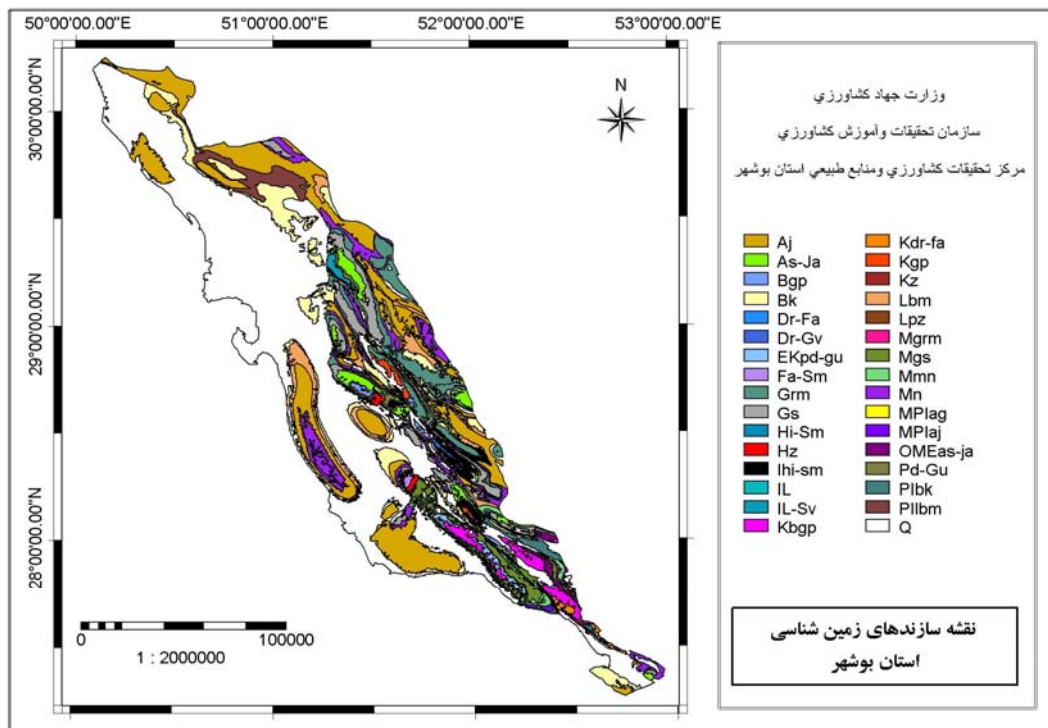 50°00'00.00"E
51°00'00.00"E
52°00'00.00"E
53°00'00.00"E
30°00'00.00"N
29°00'00.00"N
28°00'00.00"N
N
0
100000
1 : 2000000
وزارت جهاد کشاورزي
سازمان تحقيقات وآموزش کشاورزي
مرکز تحقيقات کشاورزي ومنابع طبيعي استان بوشهر
Aj
As-Ja
Bgp
Bk
Dr-Fa
Dr-Gv
EKpd-gu
Fa-Sm
Grm
Gs
Hi-Sm
Hz
Ihi-sm
IL
IL-Sv
Kbgp
Kdr-fa
Kgp
Kz
Lbm
Lpz
Mgrm
Mgs
Mmn
Mn
MPlag
MPlaj
OMEas-ja
Pd-Gu
Plbk
Pllbm
Q
نقشه سازندهای زمین شناسی
استان بوشهر